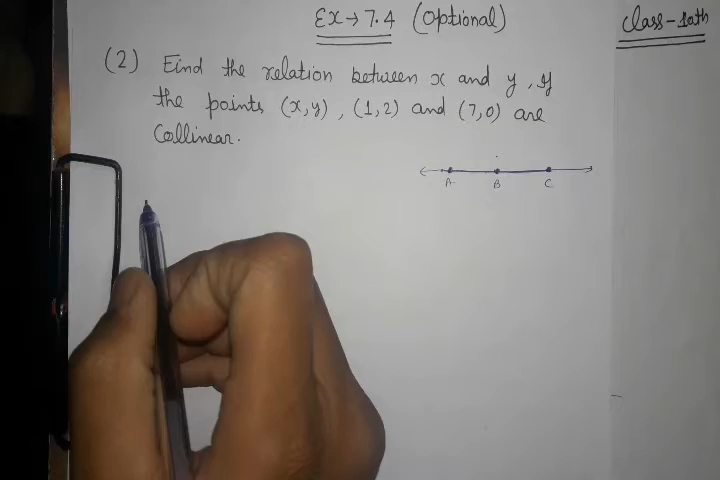 Ex → 7.4 (Optional)
Class-10th
(2) Find the relation between x and y, if
the points (x,y), (1,2) and (7,0) are
Collinear.
A B C